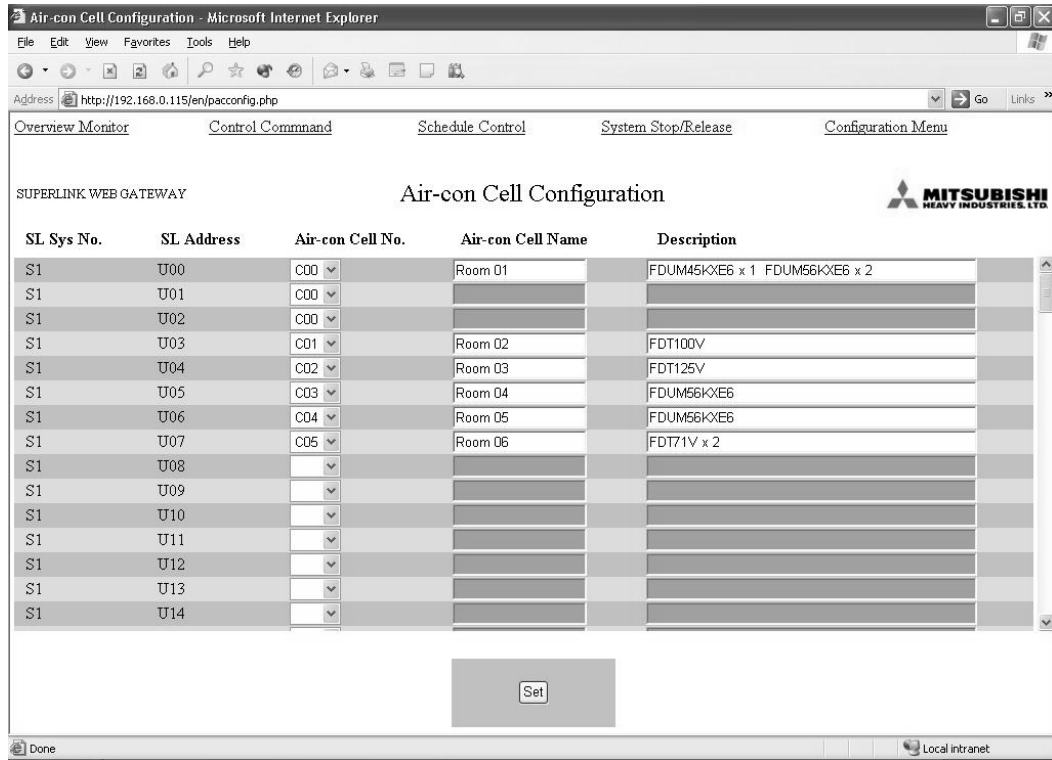 Air-con Cell Configuration - Microsoft Internet Explorer
File Edit View Favorites Tools Help
Address http://192.168.0.115/en/pacconfig.php Go Links »
Overview Monitor Control Commnand Schedule Control System Stop/Release Configuration Menu
SUPERLINK WEB GATEWAY Air-con Cell Configuration MITSUBISHI
HEAVY INDUSTRIES, LTD.
SL Sys No. SL Address Air-con Cell No. Air-con Cell Name Description
S1 U00 C00 Room 01 FDUM45KXE6 x 1 FDUM56KXE6 x 2
S1 U01 C00
S1 U02 C00
S1 U03 C01 Room 02 FDT100V
S1 U04 C02 Room 03 FDT125V
S1 U05 C03 Room 04 FDUM56KXE6
S1 U06 C04 Room 05 FDUM56KXE6
S1 U07 C05 Room 06 FDT71V x 2
S1 U08
S1 U09
S1 U10
S1 U11
S1 U12
S1 U13
S1 U14
Set
Done Local intranet